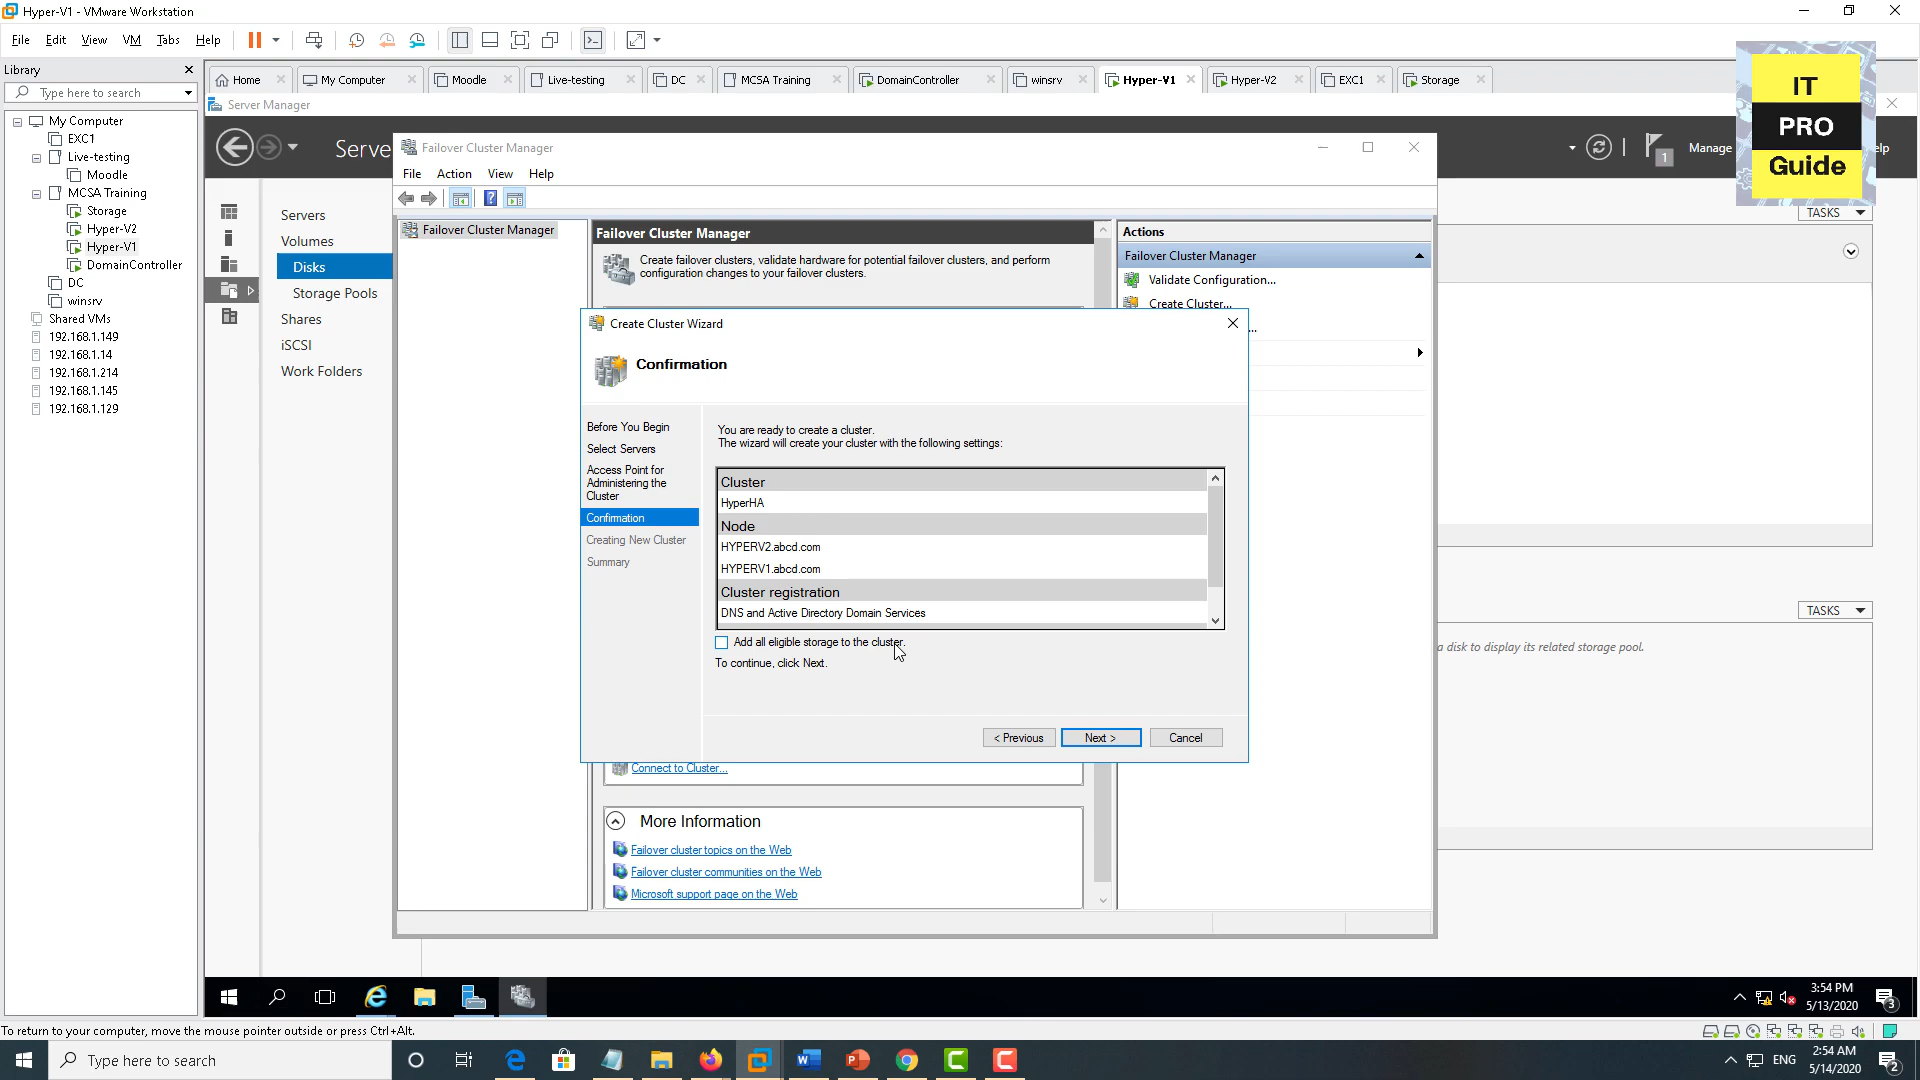 Hyper-V1 - VMware Workstation
File Edit View VM Tabs Help
Library
Type here to search
My Computer
EXC1
Live-testing
Moodle
MCSA Training
Storage
Hyper-V2
Hyper-V1
DomainController
DC
winsrv
Shared VMs
192.168.1.149
192.168.1.14
192.168.1.214
192.168.1.145
192.168.1.129
Home My Computer Moodle Live-testing DC MCSA Training DomainController winsrv Hyper-V1 Hyper-V2 EXC1 Storage
Server Manager
Serve
1
Manage
elp
IT
PRO
Guide
Servers
Volumes
Disks
Storage Pools
Shares
iSCSI
Work Folders
TASKS
TASKS
a disk to display its related storage pool.
Failover Cluster Manager
File Action View Help
Failover Cluster Manager
Failover Cluster Manager
Create failover clusters, validate hardware for potential failover clusters, and perform
configuration changes to your failover clusters.
Actions
Failover Cluster Manager
Validate Configuration...
Create Cluster...
...
Create Cluster Wizard
Confirmation
Before You Begin
Select Servers
Access Point for
Administering the
Cluster
Confirmation
Creating New Cluster
Summary
You are ready to create a cluster.
The wizard will create your cluster with the following settings:
Cluster
HyperHA
Node
HYPERV2.abcd.com
HYPERV1.abcd.com
Cluster registration
DNS and Active Directory Domain Services
Add all eligible storage to the cluster.
To continue, click Next.
< Previous Next > Cancel
Connect to Cluster...
More Information
Failover cluster topics on the Web
Failover cluster communities on the Web
Microsoft support page on the Web
3:54 PM
5/13/2020
3
To return to your computer, move the mouse pointer outside or press Ctrl+Alt.
Type here to search
ENG
2:54 AM
5/14/2020
2